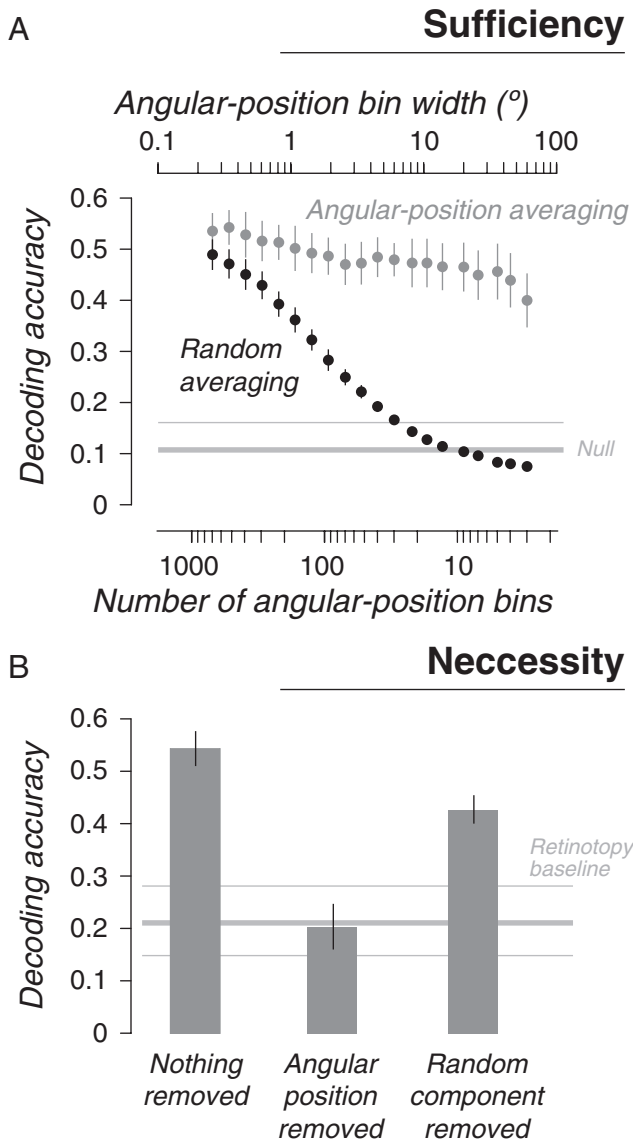 A
Sufficiency
Angular-position bin width (º)
0.1 1 10 100
0.6
Angular-position averaging
0.5
0.4
Decoding accuracy
0.3
Random
averaging
0.2
0.1
Null
0
1000 100 10
Number of angular-position bins
B
Neccessity
0.6
0.5
0.4
Decoding accuracy
Retinotopy
baseline
0.3
0.2
0.1
0
Nothing
removed
Angular
position
removed
Random
component
removed